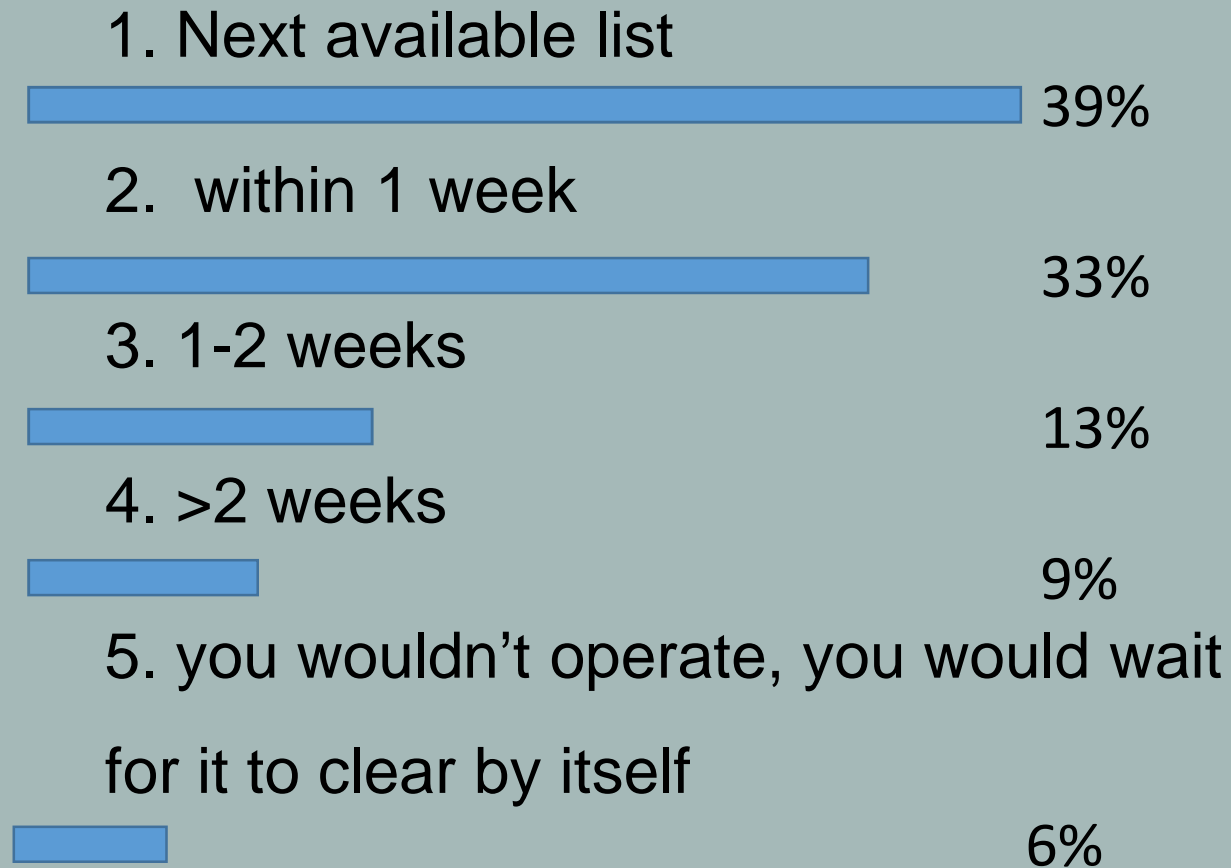 1. Next available list
39%
2. within 1 week
33%
3. 1-2 weeks
13%
4. >2 weeks
9%
5. you wouldn’t operate, you would wait
for it to clear by itself
6%